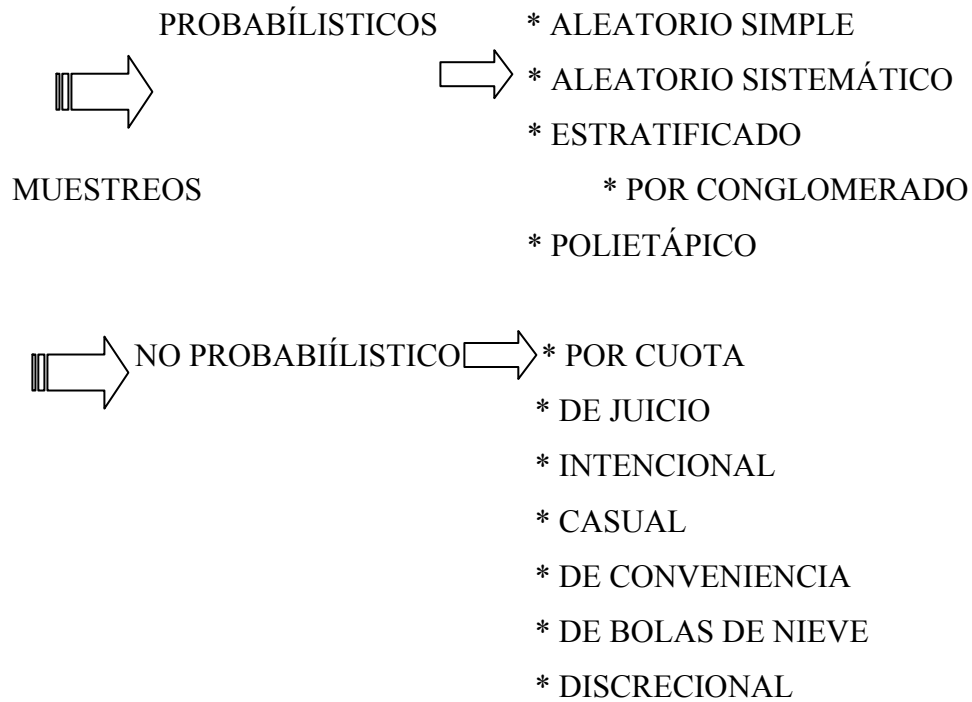 PROBABÍLISTICOS * ALEATORIO SIMPLE
* ALEATORIO SISTEMÁTICO
* ESTRATIFICADO
MUESTREOS * POR CONGLOMERADO
* POLIETÁPICO
NO PROBABIÍLISTICO * POR CUOTA
* DE JUICIO
* INTENCIONAL
* CASUAL
* DE CONVENIENCIA
* DE BOLAS DE NIEVE
* DISCRECIONAL